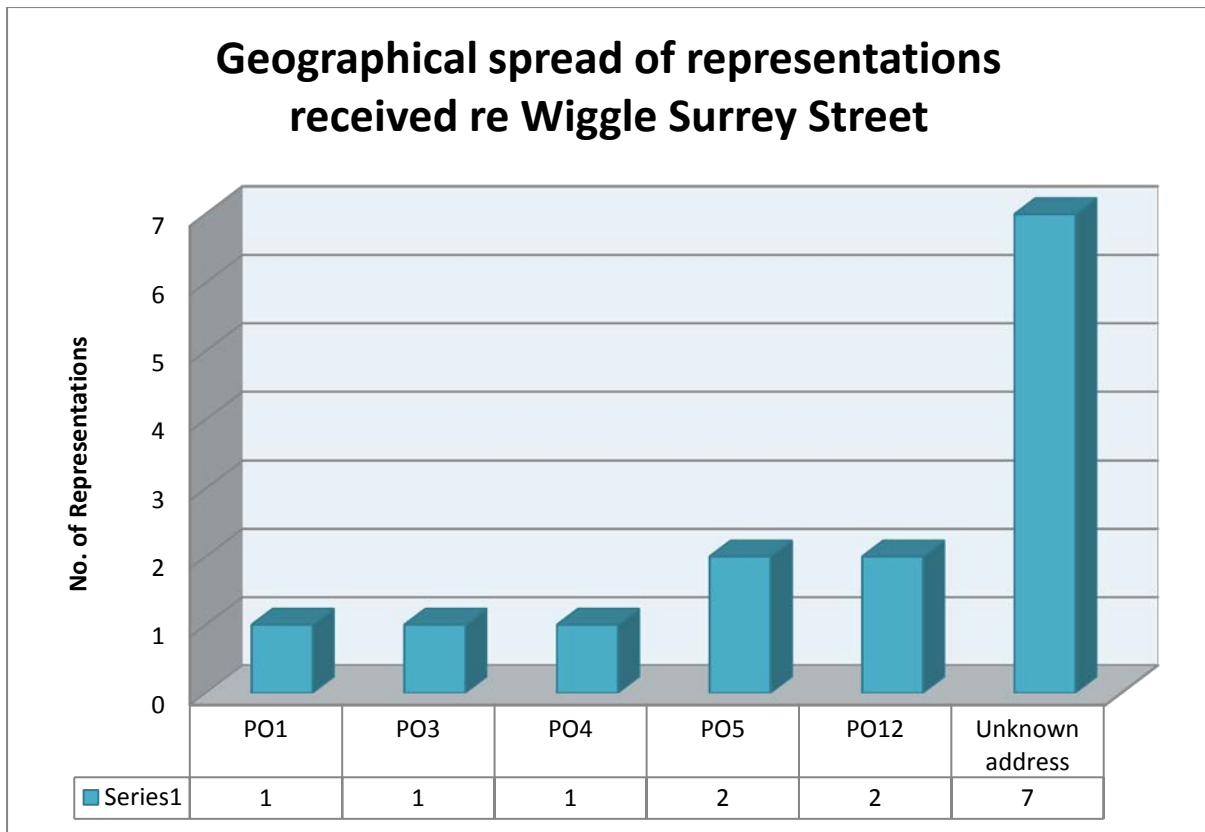 Geographical spread of representations
received re Wiggle Surrey Street
No. of Representations
7
6
5
4
3
2
1
0
PO1 PO3 PO4 PO5 PO12 Unknown
address
Series1 1 1 1 2 2 7